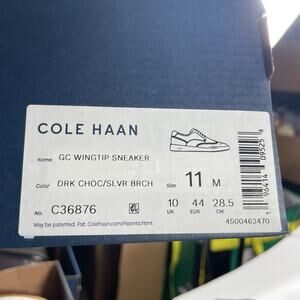 COLE HAAN
Name GC WINGTIP SNEAKER
Color DRK CHOC/SLVR BRCH Size 11 M
No. C36876 10 UK 44 EUR 28.5 CM
May be patented. Pat. ColeHaan.com/Patents.html
4500462470